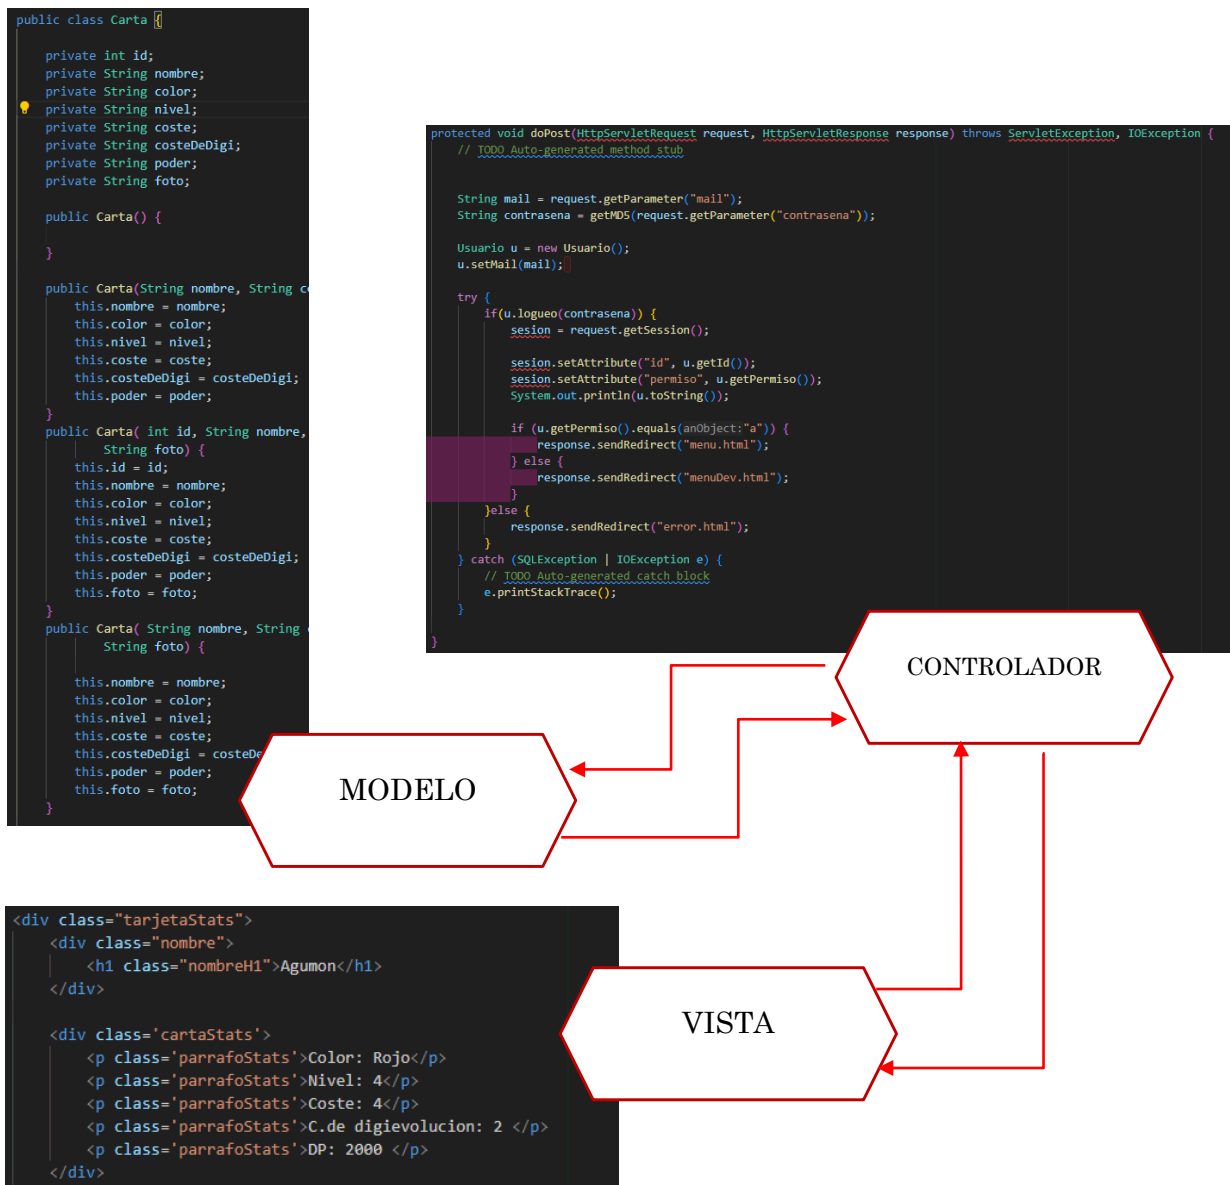 public class Carta {
private int id;
private String nombre;
private String color;
private String nivel;
private String coste;
private String costeDeDigi;
private String poder;
private String foto;
public Carta() {
}
public Carta(String nombre, String c
this.nombre = nombre;
this.color = color;
this.nivel = nivel;
this.coste = coste;
this.costeDeDigi = costeDeDigi;
this.poder = poder;
}
public Carta( int id, String nombre,
String foto) {
this.id = id;
this.nombre = nombre;
this.color = color;
this.nivel = nivel;
this.coste = coste;
this.costeDeDigi = costeDeDigi;
this.poder = poder;
this.foto = foto;
}
public Carta( String nombre, String
String foto) {
this.nombre = nombre;
this.color = color;
this.nivel = nivel;
this.coste = coste;
this.costeDeDigi = costeDe
this.poder = poder;
this.foto = foto;
}
protected void doPost(HttpServletRequest request, HttpServletResponse response) throws ServletException, IOException {
// TODO Auto-generated method stub
String mail = request.getParameter("mail");
String contrasena = getMD5(request.getParameter("contrasena"));
Usuario u = new Usuario();
u.setMail(mail);
try {
if(u.logueo(contrasena)) {
sesion = request.getSession();
sesion.setAttribute("id", u.getId());
sesion.setAttribute("permiso", u.getPermiso());
System.out.println(u.toString());
if (u.getPermiso().equals(anObject:"a")) {
response.sendRedirect("menu.html");
} else {
response.sendRedirect("menuDev.html");
}
}else {
response.sendRedirect("error.html");
}
} catch (SQLException | IOException e) {
// TODO Auto-generated catch block
e.printStackTrace();
}
}
CONTROLADOR
MODELO
<div class="tarjetaStats">
<div class="nombre">
<h1 class="nombreH1">Agumon</h1>
</div>
<div class='cartaStats'>
<p class='parrafoStats'>Color: Rojo</p>
<p class='parrafoStats'>Nivel: 4</p>
<p class='parrafoStats'>Coste: 4</p>
<p class='parrafoStats'>C.de digievolucion: 2 </p>
<p class='parrafoStats'>DP: 2000 </p>
</div>
VISTA